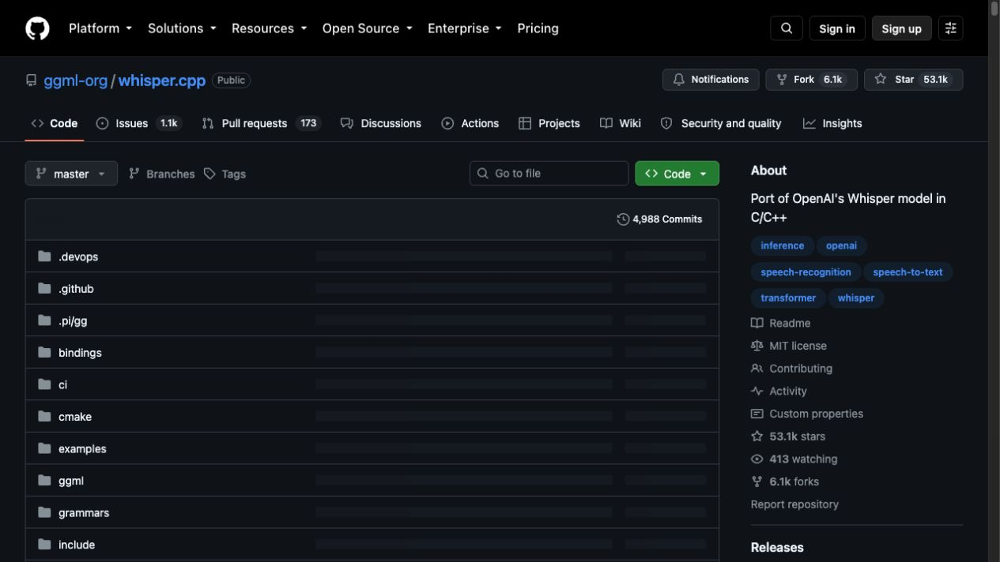 Platform Solutions Resources Open Source Enterprise Pricing Sign in Sign up
ggml-org/whisper.cpp Public Notifications Fork 6.1k Star 53.1k
Code Issues 1.1k Pull requests 173 Discussions Actions Projects Wiki Security and quality Insights
master Branches Tags Go to file Code
4,988 Commits
.devops
.github
.pi/gg
bindings
ci
cmake
examples
ggml
grammars
include
About
Port of OpenAI's Whisper model in
C/C++
inference openai
speech-recognition speech-to-text
transformer whisper
Readme
MIT license
Contributing
Activity
Custom properties
53.1k stars
413 watching
6.1k forks
Report repository
Releases